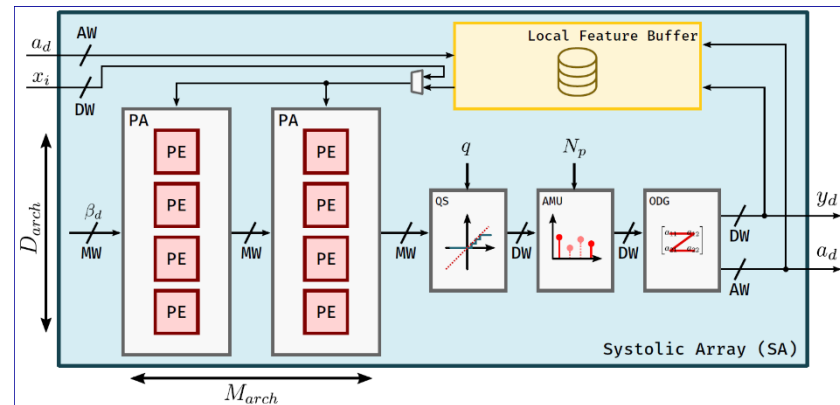 a_d
AW
Local Feature Buffer
x_i
DW
PA
PA
PE
PE
PE
PE
PE
PE
PE
PE
D_arch
β_d
MW
MW
MW
q
QS
DW
N_p
AMU
DW
ODG
DW
y_d
AW
a_d
Systolic Array (SA)
M_arch